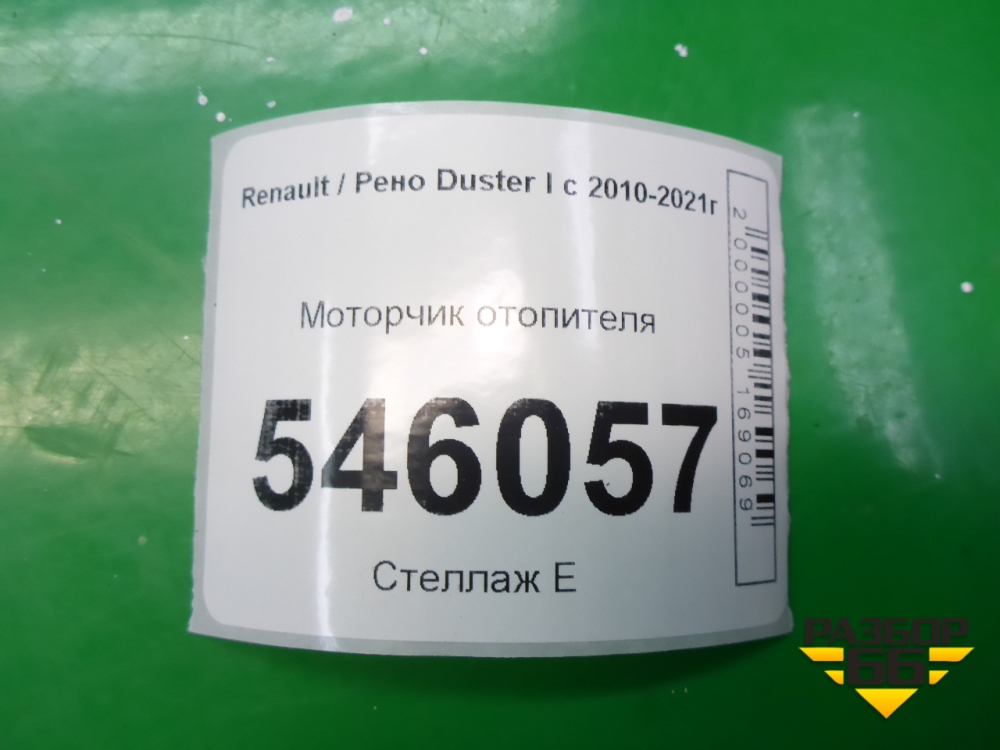 Renault / Рено Duster I с 2010-2021г
Моторчик отопителя
546057
Стеллаж Е
2000005169069
РАЗБОР
66